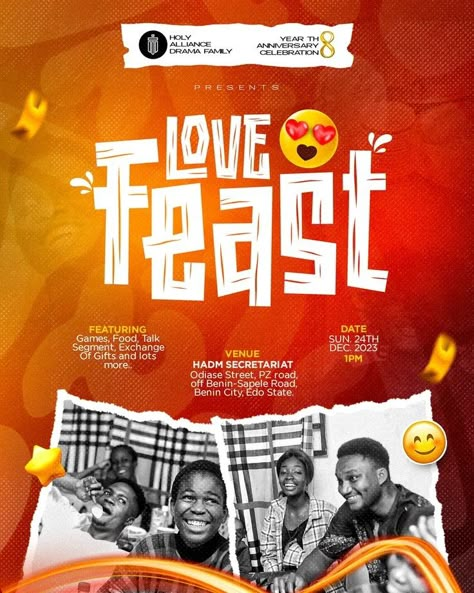 HOLY
ALLIANCE
DRAMA FAMILY
YEAR TH
ANNIVERSARY
CELEBRATION
8
PRESENTS
LOVE
Feast
FEATURING
Games, Food, Talk
Segment, Exchange
Of Gifts and lots
more..
VENUE
HADM SECRETARIAT
Odiase Street, PZ road,
off Benin-Sapele Road,
Benin City, Edo State.
DATE
SUN. 24TH
DEC. 2023
1PM